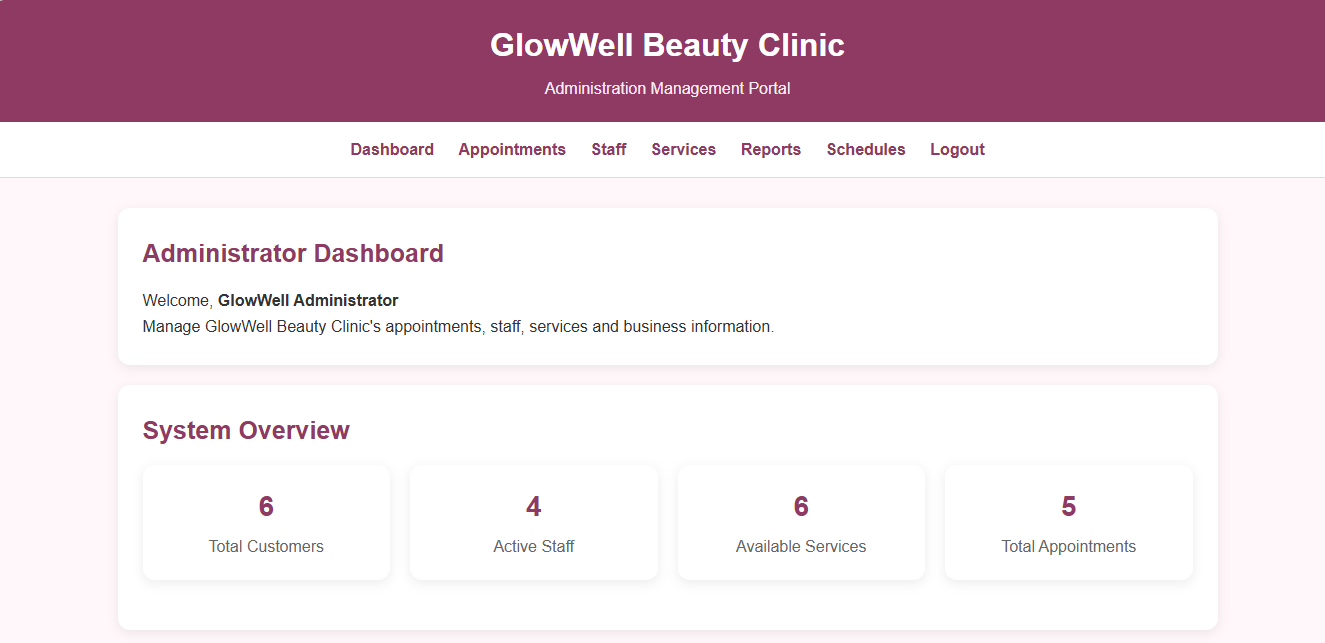 GlowWell Beauty Clinic
Administration Management Portal
Dashboard Appointments Staff Services Reports Schedules Logout
Administrator Dashboard
Welcome, GlowWell Administrator
Manage GlowWell Beauty Clinic's appointments, staff, services and business information.
System Overview
6 4 6 5
Total Customers Active Staff Available Services Total Appointments